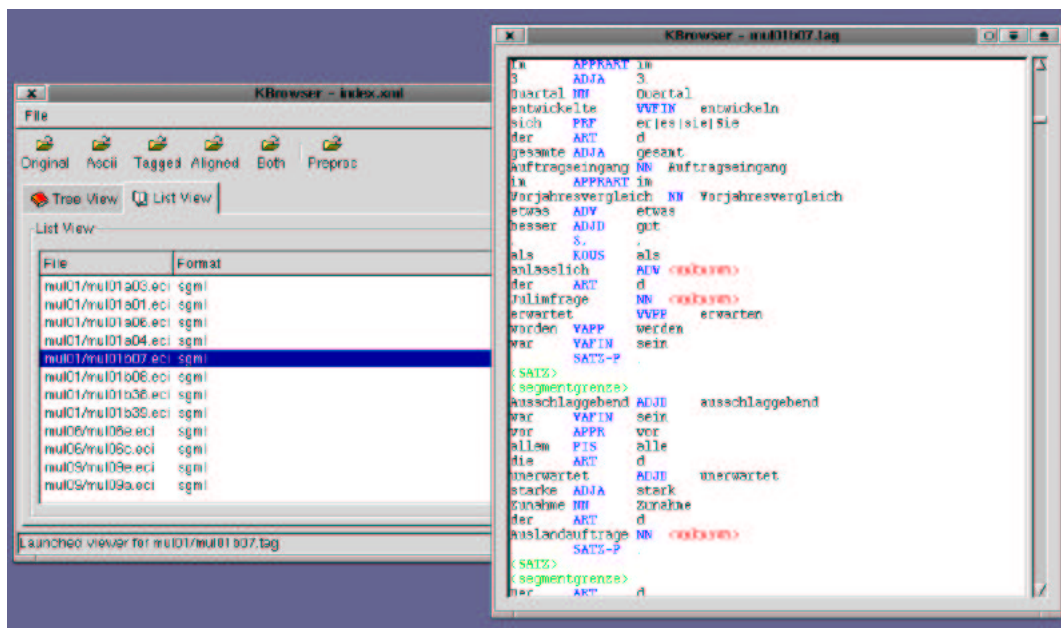 KBrowser - index.xml
File
Original Ascii Tagged Aligned Both Preproc
Tree View List View
List View
File Format
mul01/mul01a03.eci sgml
mul01/mul01a01.eci sgml
mul01/mul01a06.eci sgml
mul01/mul01a04.eci sgml
mul01/mul01b07.eci sgml
mul01/mul01b08.eci sgml
mul01/mul01b36.eci sgml
mul01/mul01b39.eci sgml
mul06/mul06e.eci sgml
mul06/mul06c.eci sgml
mul09/mul09e.eci sgml
mul09/mul09a.eci sgml
Launched viewer for mul01/mul01b07.tag
KBrowser - mul01b07.tag
Im APPRART im
3 ADJA 3.
Quartal NN Quartal
entwickelte VVFIN entwickeln
sich PRF er|es|sie|Sie
der ART d
gesamte ADJA gesamt
Auftragseingang NN Auftragseingang
im APPRART im
Vorjahresvergleich NN Vorjahresvergleich
etwas ADV etwas
besser ADJD gut
, $, ,
als KOUS als
anlasslich ADV <unknown>
der ART d
Juliumfrage NN <unknown>
erwartet VVPP erwarten
worden VAPP werden
war VAFIN sein
. SATZ-P .
<SATZ>
<segmentgrenze>
Ausschlaggebend ADJD ausschlaggebend
war VAFIN sein
vor APPR vor
allem PIS alle
die ART d
unerwartet ADJD unerwartet
starke ADJA stark
Zunahme NN Zunahme
der ART d
Auslandauftrage NN <unknown>
. SATZ-P .
<SATZ>
<segmentgrenze>
Der ART d